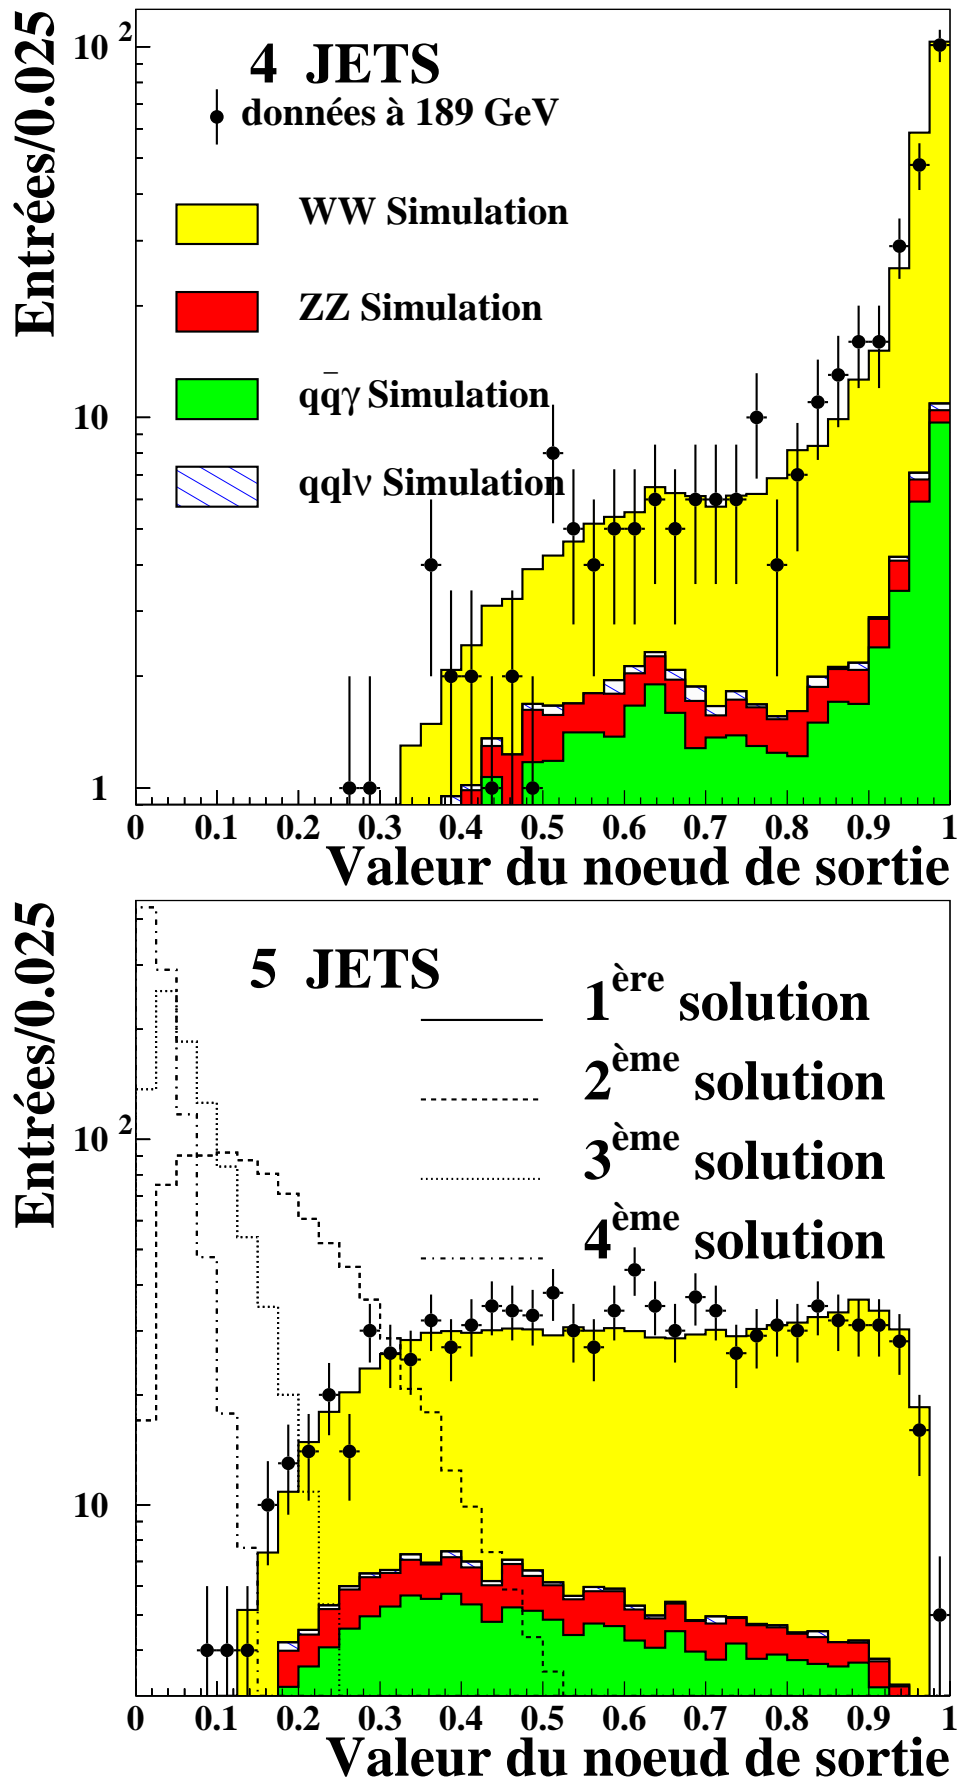 Entrées/0.025
10 2
10
1
4 JETS
données à 189 GeV
WW Simulation
ZZ Simulation
qq̄γ Simulation
qqlν Simulation
0 0.1 0.2 0.3 0.4 0.5 0.6 0.7 0.8 0.9 1
Valeur du noeud de sortie
Entrées/0.025
10 2
10
5 JETS
1ère solution
2ème solution
3ème solution
4ème solution
0 0.1 0.2 0.3 0.4 0.5 0.6 0.7 0.8 0.9 1
Valeur du noeud de sortie